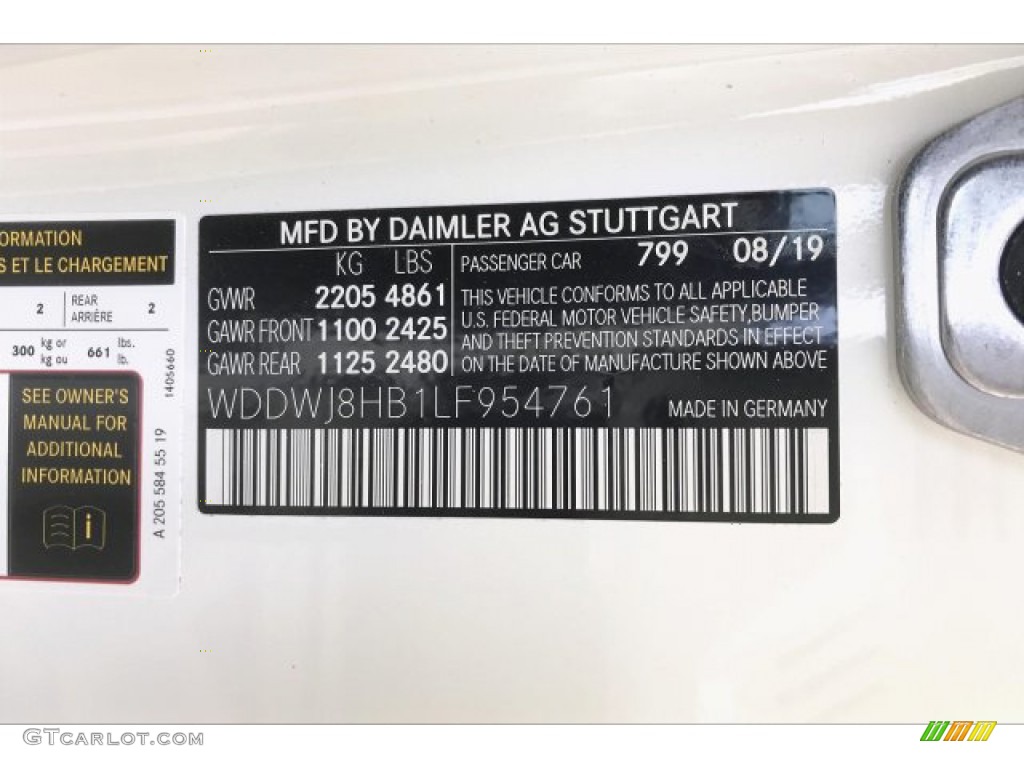 ORMATION
S ET LE CHARGEMENT
2 REAR ARRIÈRE 2
300 kg or kg ou 661 lbs. lb.
SEE OWNER'S
MANUAL FOR
ADDITIONAL
INFORMATION
i
1405660
A 205 584 55 19
MFD BY DAIMLER AG STUTTGART
KG LBS PASSENGER CAR 799 08/19
GVWR 2205 4861
GAWR FRONT 1100 2425
GAWR REAR 1125 2480
THIS VEHICLE CONFORMS TO ALL APPLICABLE
U.S. FEDERAL MOTOR VEHICLE SAFETY, BUMPER
AND THEFT PREVENTION STANDARDS IN EFFECT
ON THE DATE OF MANUFACTURE SHOWN ABOVE
WDDWJ8HB1LF954761 MADE IN GERMANY
GTCARLOT.COM